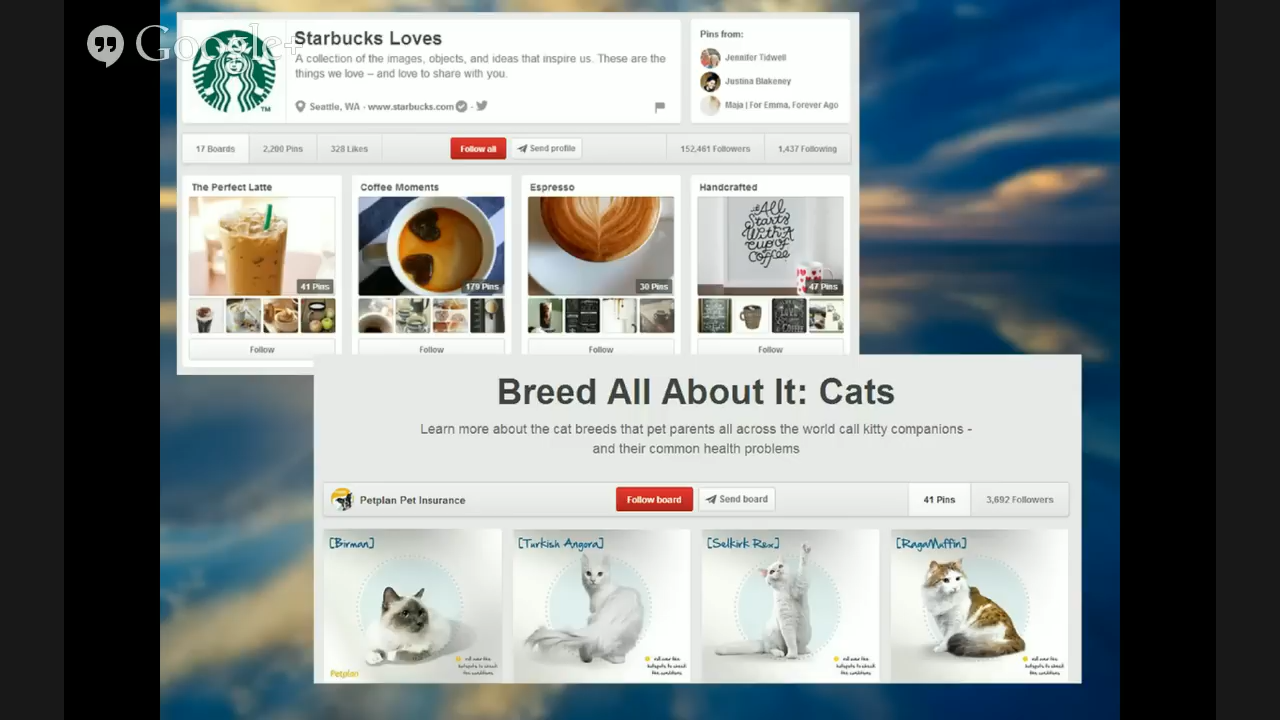 Google+
Starbucks Loves
A collection of the images, objects, and ideas that inspire us. These are the
things we love – and love to share with you.
Seattle, WA · www.starbucks.com ·
Pins from:
Jennifer Tidwell
Justina Blakeney
Maja | For Emma, Forever Ago
17 Boards
2,200 Pins
328 Likes
Follow all
Send profile
152,461 Followers
1,437 Following
The Perfect Latte
Coffee Moments
Espresso
Handcrafted
All
Starts
With A
cup of
Coffee
41 Pins
179 Pins
30 Pins
47 Pins
Follow
Follow
Follow
Follow
Breed All About It: Cats
Learn more about the cat breeds that pet parents all across the world call kitty companions -
and their common health problems
Petplan Pet Insurance
Follow board
Send board
41 Pins
3,692 Followers
[Birman]
[Turkish Angora]
[Selkirk Rex]
[RagaMuffin]
Petplan